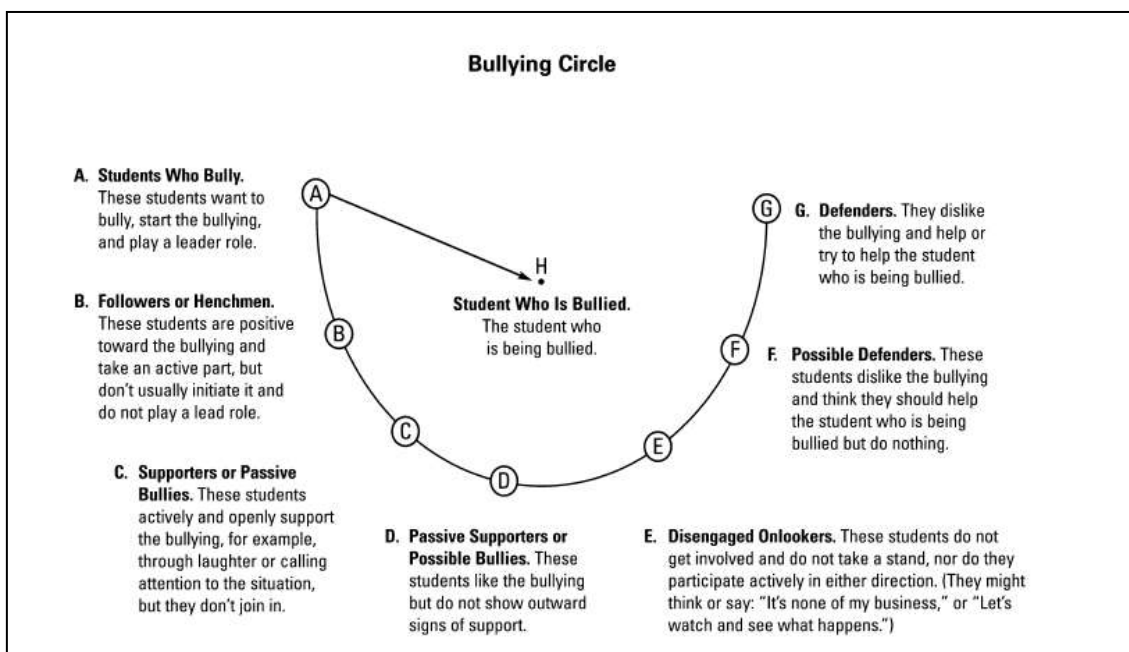 Bullying Circle
A. Students Who Bully.
These students want to
bully, start the bullying,
and play a leader role.
B. Followers or Henchmen.
These students are positive
toward the bullying and
take an active part, but
don't usually initiate it and
do not play a lead role.
C. Supporters or Passive
Bullies. These students
actively and openly support
the bullying, for example,
through laughter or calling
attention to the situation,
but they don't join in.
D. Passive Supporters or
Possible Bullies. These
students like the bullying
but do not show outward
signs of support.
E. Disengaged Onlookers. These students do not
get involved and do not take a stand, nor do they
participate actively in either direction. (They might
think or say: "It's none of my business," or "Let's
watch and see what happens.")
F. Possible Defenders. These
students dislike the bullying
and think they should help
the student who is being
bullied but do nothing.
G. Defenders. They dislike
the bullying and help or
try to help the student
who is being bullied.
H
Student Who Is Bullied.
The student who
is being bullied.
A
B
C
D
E
F
G